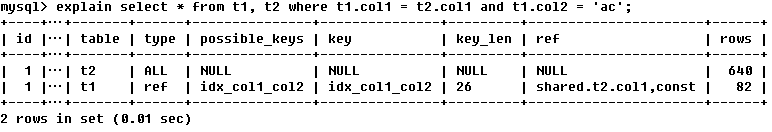 mysql> explain select * from t1, t2 where t1.col1 = t2.col1 and t1.col2 = 'ac';
+----+...+-------+------+---------------+---------------+---------+----------------------+------+
| id |...| table | type | possible_keys | key           | key_len | ref                  | rows |
+----+...+-------+------+---------------+---------------+---------+----------------------+------+
|  1 |...| t2    | ALL  | NULL          | NULL          | NULL    | NULL                 |  640 |
|  1 |...| t1    | ref  | idx_col1_col2 | idx_col1_col2 | 26      | shared.t2.col1,const |   82 |
+----+...+-------+------+---------------+---------------+---------+----------------------+------+
2 rows in set (0.01 sec)